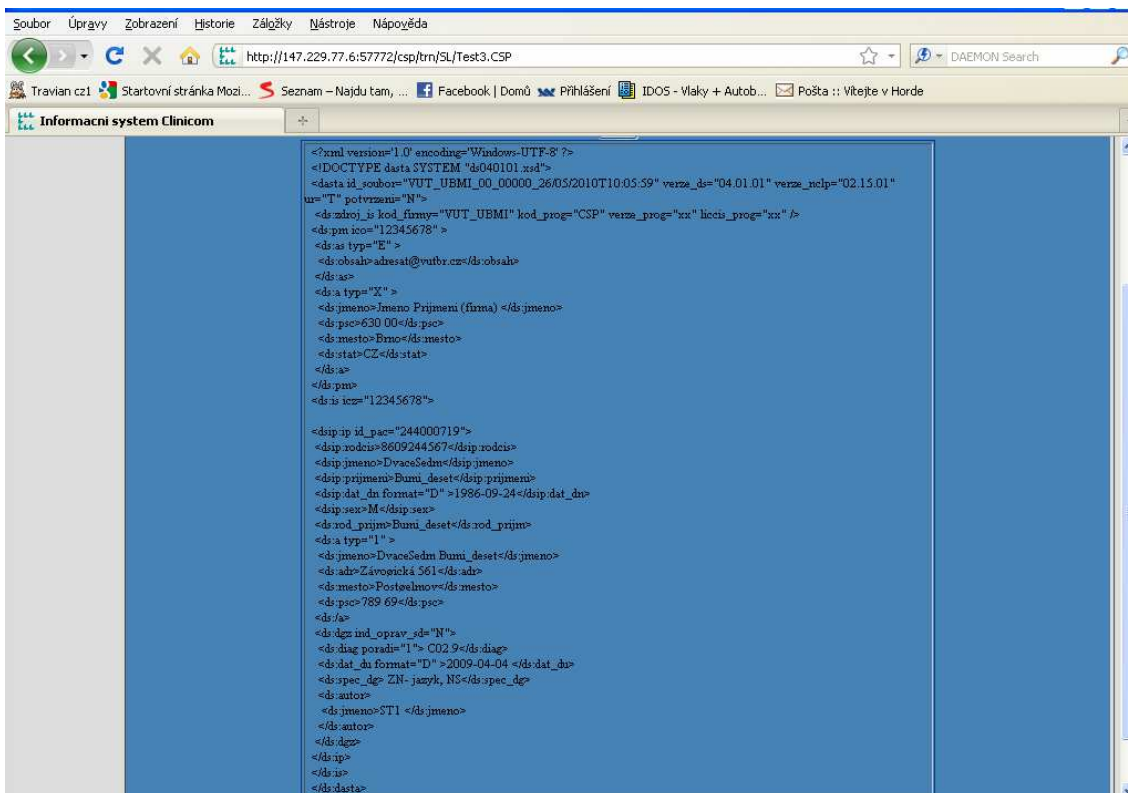 Soubor Úpravy Zobrazení Historie Záložky Nástroje Nápověda
http://147.229.77.6:57772/csp/trn/SL/Test3.CSP DAEMON Search
Travian cz1 Startovní stránka Mozi... Seznam – Najdu tam, ... Facebook | Domů Přihlášení IDOS - Vlaky + Autob... Pošta :: Vítejte v Horde
Informacni system Clinicom
<?xml version='1.0' encoding='Windows-UTF-8' ?>
<!DOCTYPE dasta SYSTEM "ds040101.xsd">
<dasta id_soubor="VUT_UBMI_00_00000_26/05/2010T10:05:59" verze_ds="04.01.01" verze_nclp="02.15.01"
ur="T" potvrzeni="N">
<ds:zdroj_is kod_firmy="VUT_UBMI" kod_prog="CSP" verze_prog="xx" liccis_prog="xx" />
<ds:pm ico="12345678" >
<ds:as typ="E" >
<ds:obsah>adresat@vutbr.cz</ds:obsah>
</ds:as>
<ds:a typ="X" >
<ds:jmeno>Jmeno Prijmeni (firma) </ds:jmeno>
<ds:psc>630 00</ds:psc>
<ds:mesto>Brno</ds:mesto>
<ds:stat>CZ</ds:stat>
</ds:a>
</ds:pm>
<ds:is icz="12345678">
<dsip:ip id_pac="244000719">
<dsip:rodcis>8609244567</dsip:rodcis>
<dsip:jmeno>DvaceSedm</dsip:jmeno>
<dsip:prijmeni>Bumi_deset</dsip:prijmeni>
<dsip:dat_dn format="D" >1986-09-24</dsip:dat_dn>
<dsip:sex>M</dsip:sex>
<ds:rod_prijm>Bumi_deset</ds:rod_prijm>
<ds:a typ="1" >
<ds:jmeno>DvaceSedm Bumi_deset</ds:jmeno>
<ds:adr>Závoøická 561</ds:adr>
<ds:mesto>Postøelmov</ds:mesto>
<ds:psc>789 69</ds:psc>
<ds:/a>
<ds:dgz ind_oprav_sd="N">
<ds:diag poradi="1"> C02.9</ds:diag>
<ds:dat_du format="D" >2009-04-04 </ds:dat_du>
<ds:spec_dg> ZN- jazyk, NS</ds:spec_dg>
<ds:autor>
<ds:jmeno>ST1 </ds:jmeno>
</ds:autor>
</ds:dgz>
</ds:ip>
</ds:is>
</ds:dasta>